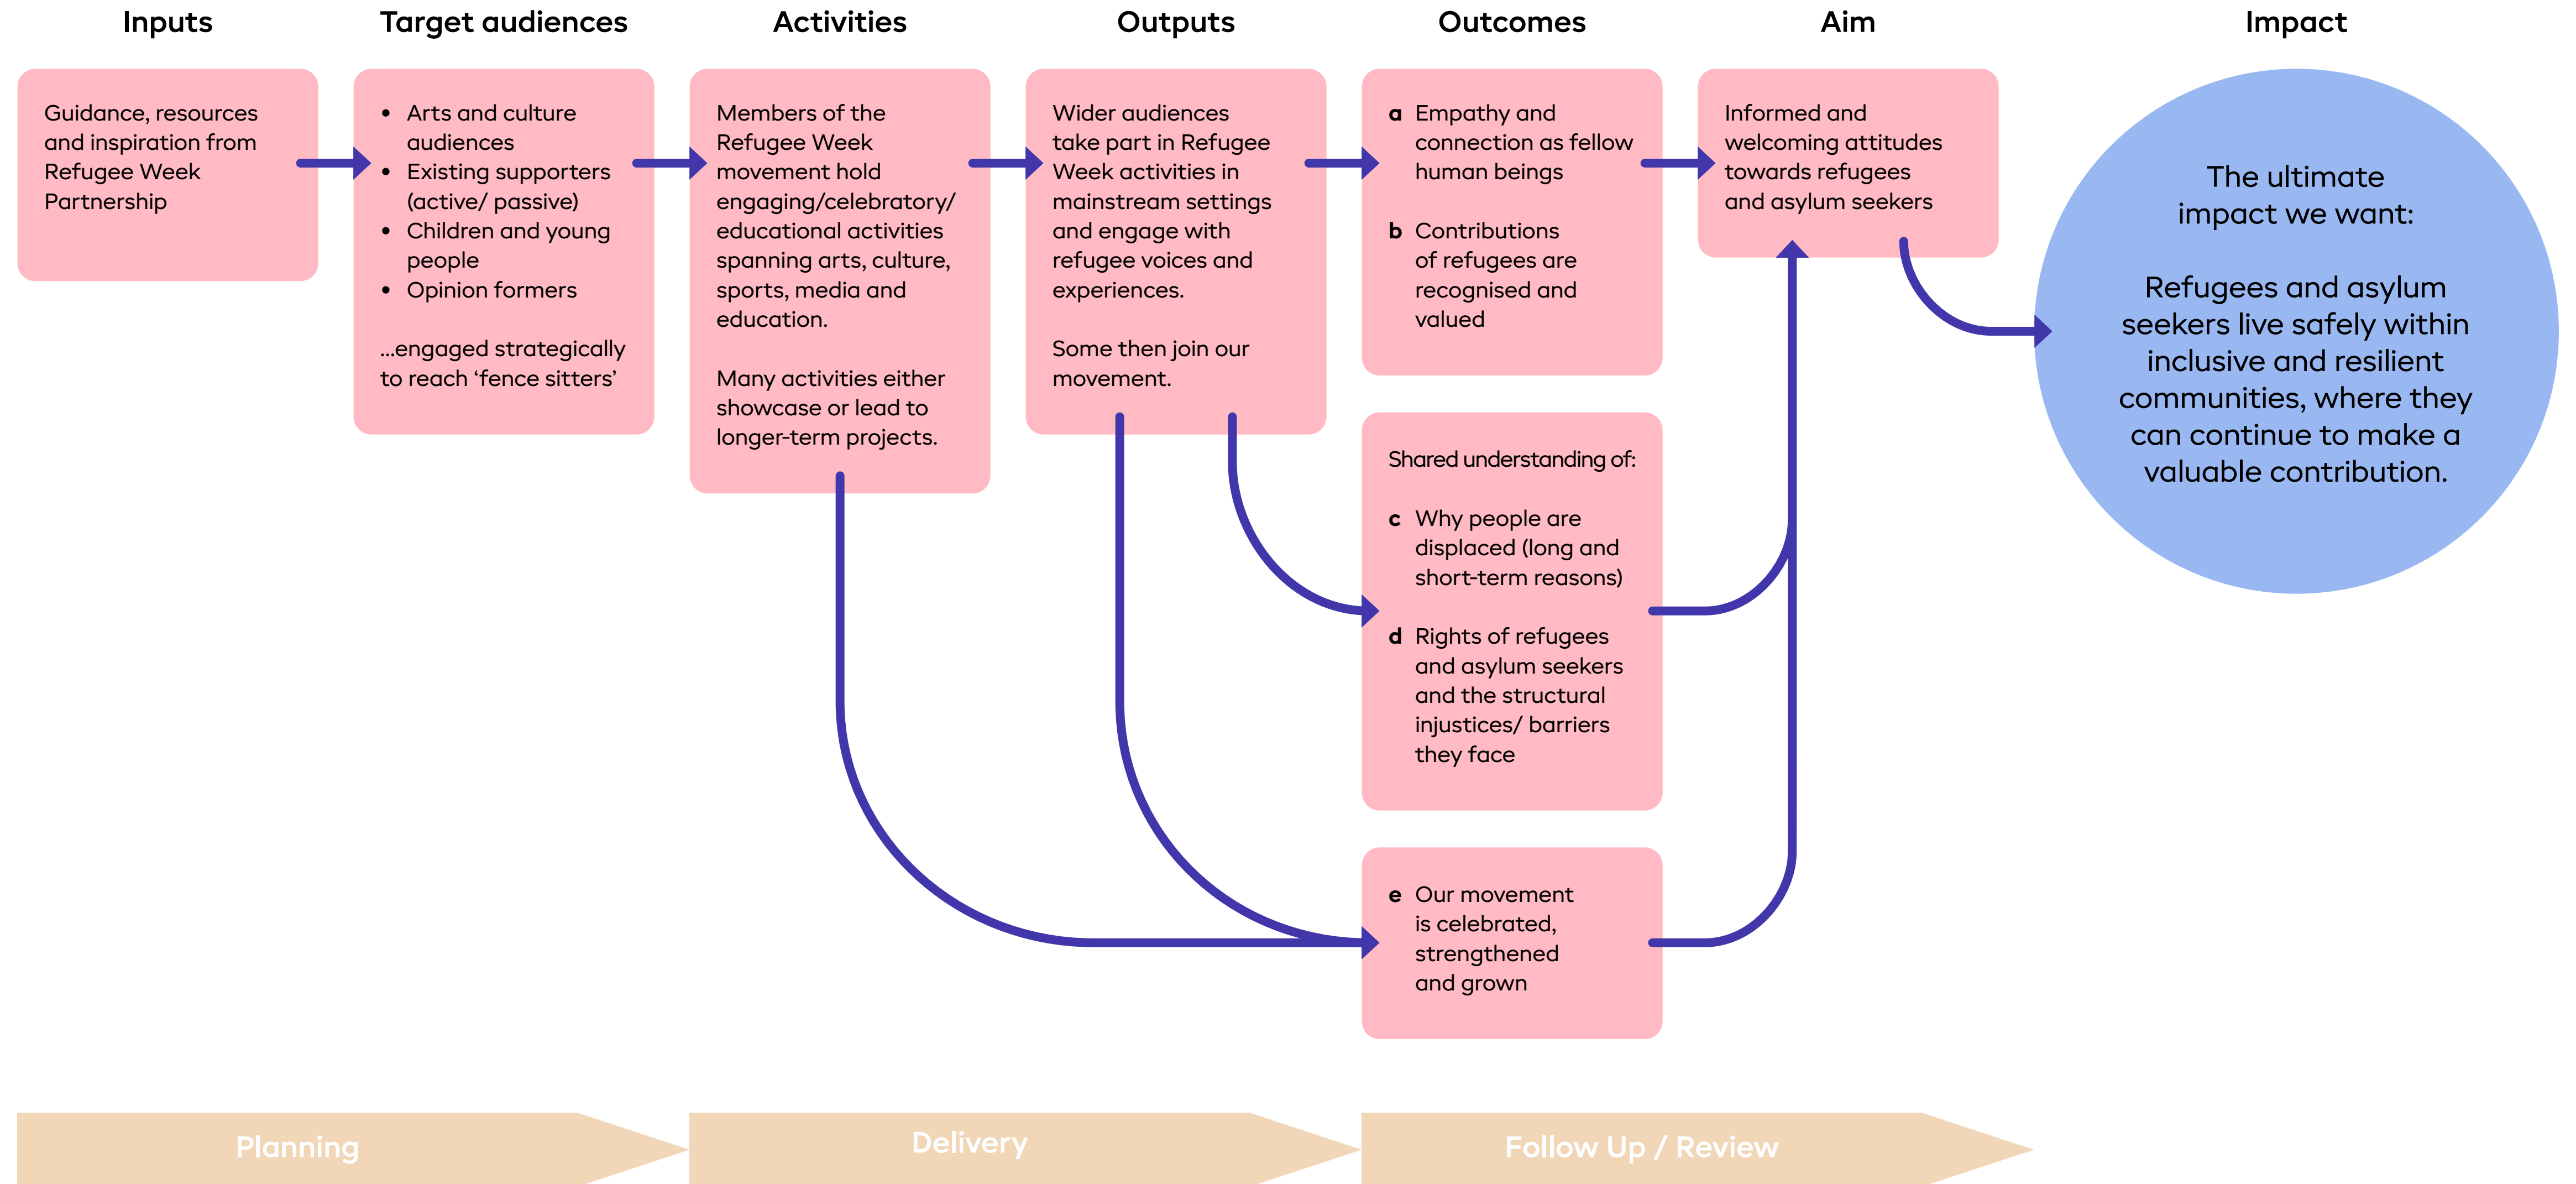 Inputs
Target audiences
Activities
Outputs
Outcomes
Aim
Impact
Guidance, resources
and inspiration from
Refugee Week
Partnership
• Arts and culture
audiences
• Existing supporters
(active/ passive)
• Children and young
people
• Opinion formers
...engaged strategically
to reach ‘fence sitters’
Members of the
Refugee Week
movement hold
engaging/celebratory/
educational activities
spanning arts, culture,
sports, media and
education.
Many activities either
showcase or lead to
longer-term projects.
Wider audiences
take part in Refugee
Week activities in
mainstream settings
and engage with
refugee voices and
experiences.
Some then join our
movement.
a Empathy and
connection as fellow
human beings
b Contributions
of refugees are
recognised and
valued
Shared understanding of:
c Why people are
displaced (long and
short-term reasons)
d Rights of refugees
and asylum seekers
and the structural
injustices/ barriers
they face
e Our movement
is celebrated,
strengthened
and grown
Informed and
welcoming attitudes
towards refugees
and asylum seekers
The ultimate
impact we want:
Refugees and asylum
seekers live safely within
inclusive and resilient
communities, where they
can continue to make a
valuable contribution.
Planning
Delivery
Follow Up / Review